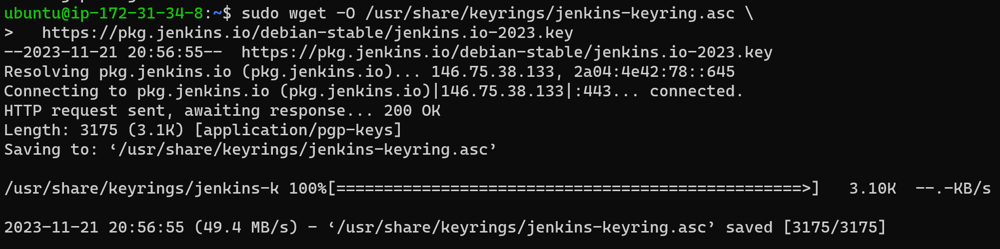 ubuntu@ip-172-31-34-8:~$ sudo wget -O /usr/share/keyrings/jenkins-keyring.asc \
>   https://pkg.jenkins.io/debian-stable/jenkins.io-2023.key
--2023-11-21 20:56:55--  https://pkg.jenkins.io/debian-stable/jenkins.io-2023.key
Resolving pkg.jenkins.io (pkg.jenkins.io)... 146.75.38.133, 2a04:4e42:78::645
Connecting to pkg.jenkins.io (pkg.jenkins.io)|146.75.38.133|:443... connected.
HTTP request sent, awaiting response... 200 OK
Length: 3175 (3.1K) [application/pgp-keys]
Saving to: ‘/usr/share/keyrings/jenkins-keyring.asc’
/usr/share/keyrings/jenkins-k 100%[=================================================>]   3.10K  --.-KB/s
2023-11-21 20:56:55 (49.4 MB/s) - ‘/usr/share/keyrings/jenkins-keyring.asc’ saved [3175/3175]